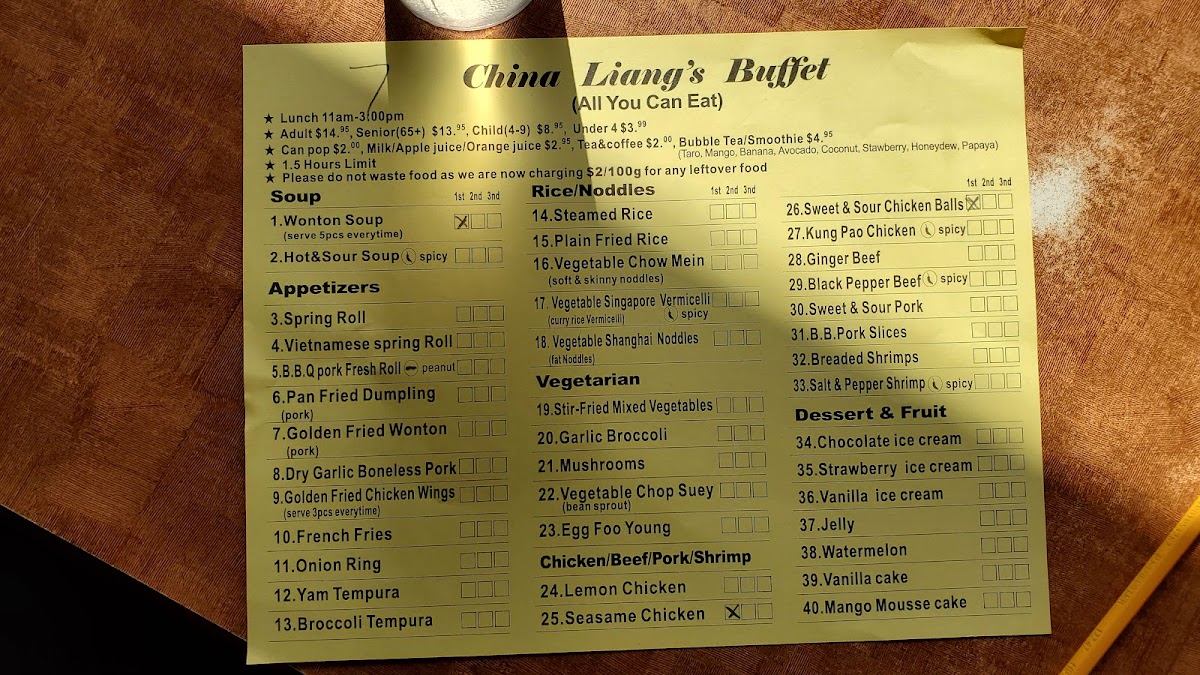 7
China Liang's Buffet
(All You Can Eat)
★ Lunch 11am-3:00pm
★ Adult $14.95, Senior(65+) $13.95, Child(4-9) $8.95, Under 4 $3.99
★ Can pop $2.00, Milk/Apple juice/Orange juice $2.95, Tea&coffee $2.00, Bubble Tea/Smoothie $4.95
(Taro, Mango, Banana, Avocado, Coconut, Stawberry, Honeydew, Papaya)
★ 1.5 Hours Limit
★ Please do not waste food as we are now charging $2/100g for any leftover food
Soup 1st 2nd 3nd
1.Wonton Soup
(serve 5pcs everytime)
2.Hot&Sour Soup spicy
Appetizers
3.Spring Roll
4.Vietnamese spring Roll
5.B.B.Q pork Fresh Roll peanut
6.Pan Fried Dumpling
(pork)
7.Golden Fried Wonton
(pork)
8.Dry Garlic Boneless Pork
9.Golden Fried Chicken Wings
(serve 3pcs everytime)
10.French Fries
11.Onion Ring
12.Yam Tempura
13.Broccoli Tempura
Rice/Noddles 1st 2nd 3nd
14.Steamed Rice
15.Plain Fried Rice
16.Vegetable Chow Mein
(soft & skinny noddles)
17. Vegetable Singapore Vermicelli
(curry rice Vermicelli) spicy
18. Vegetable Shanghai Noddles
(fat Noddles)
Vegetarian
19.Stir-Fried Mixed Vegetables
20.Garlic Broccoli
21.Mushrooms
22.Vegetable Chop Suey
(bean sprout)
23.Egg Foo Young
Chicken/Beef/Pork/Shrimp
24.Lemon Chicken
25.Seasame Chicken
1st 2nd 3nd
26.Sweet & Sour Chicken Balls
27.Kung Pao Chicken spicy
28.Ginger Beef
29.Black Pepper Beef spicy
30.Sweet & Sour Pork
31.B.B.Pork Slices
32.Breaded Shrimps
33.Salt & Pepper Shrimp spicy
Dessert & Fruit
34.Chocolate ice cream
35.Strawberry ice cream
36.Vanilla ice cream
37.Jelly
38.Watermelon
39.Vanilla cake
40.Mango Mousse cake